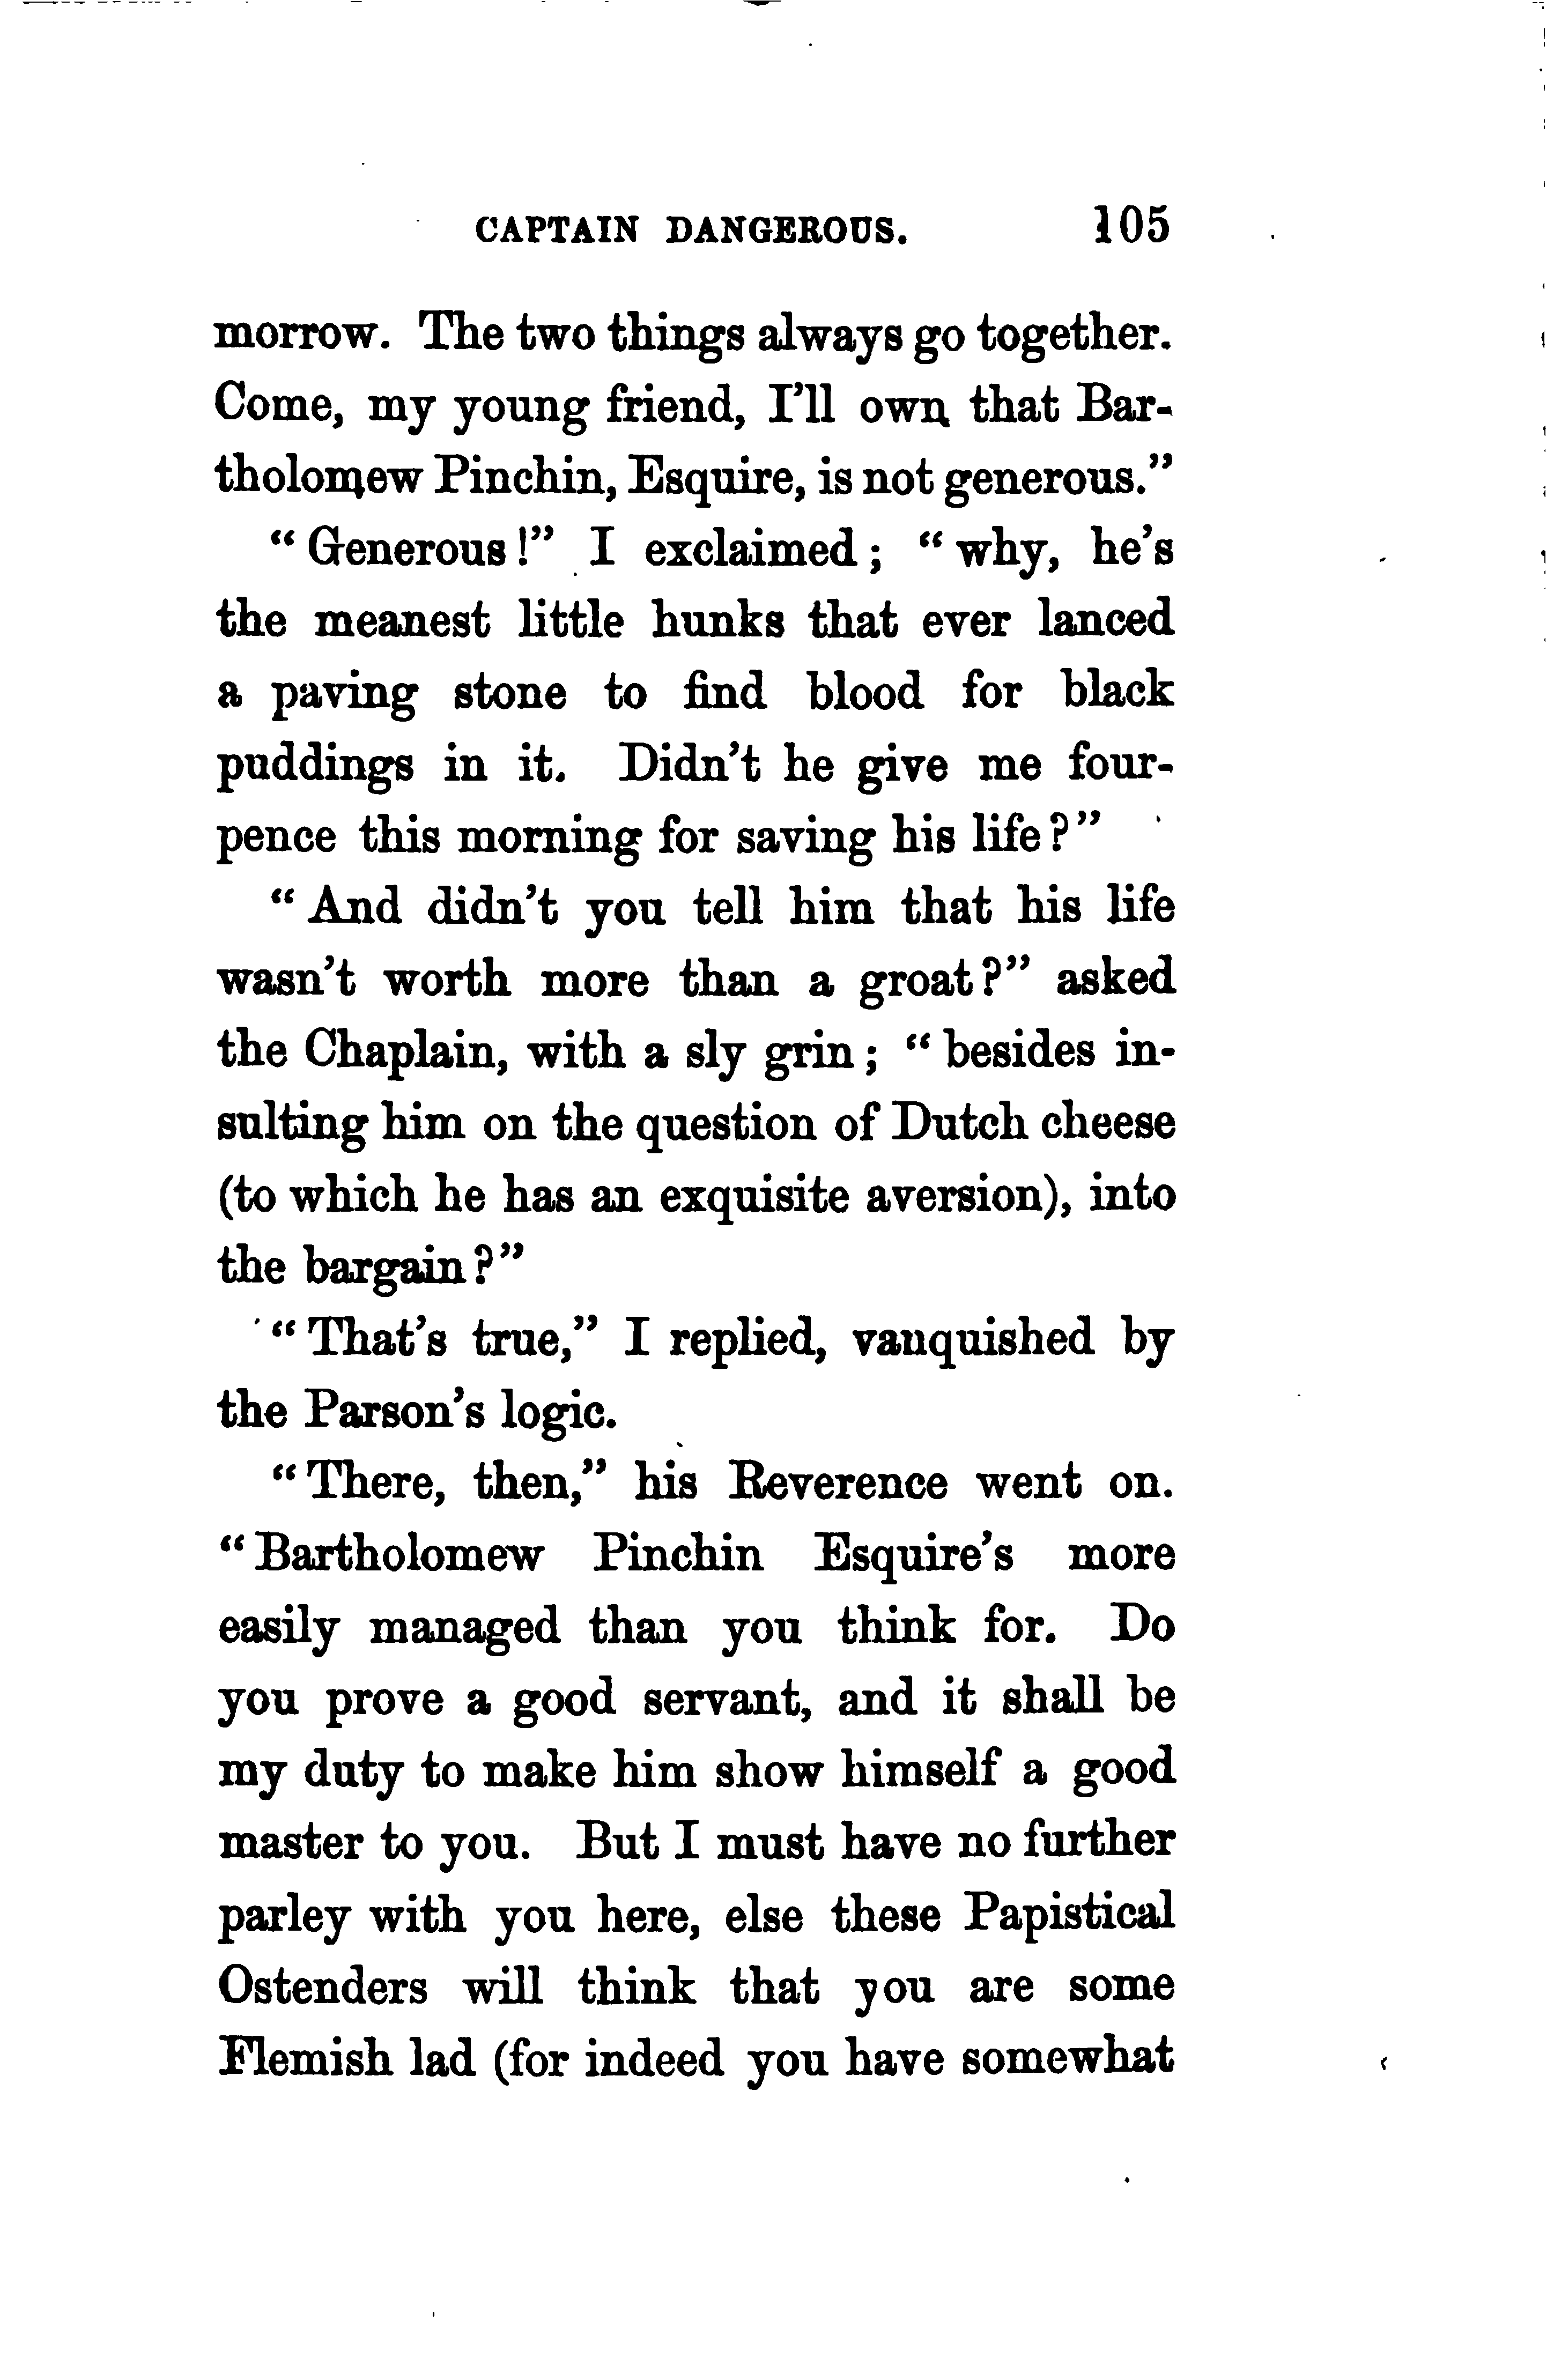 CAPTAIN DANGEROUS. 105
morrow. The two things always go together.
Come, my young friend, I'll own that Bar-
tholomew Pinchin, Esquire, is not generous."
"Generous!" I exclaimed; "why, he's
the meanest little hunks that ever lanced
a paving stone to find blood for black
puddings in it. Didn't he give me four-
pence this morning for saving his life?"
"And didn't you tell him that his life
wasn't worth more than a groat?" asked
the Chaplain, with a sly grin; "besides in-
sulting him on the question of Dutch cheese
(to which he has an exquisite aversion), into
the bargain?"
"That's true," I replied, vanquished by
the Parson's logic.
"There, then," his Reverence went on.
"Bartholomew Pinchin Esquire's more
easily managed than you think for. Do
you prove a good servant, and it shall be
my duty to make him show himself a good
master to you. But I must have no further
parley with you here, else these Papistical
Ostenders will think that you are some
Flemish lad (for indeed you have somewhat